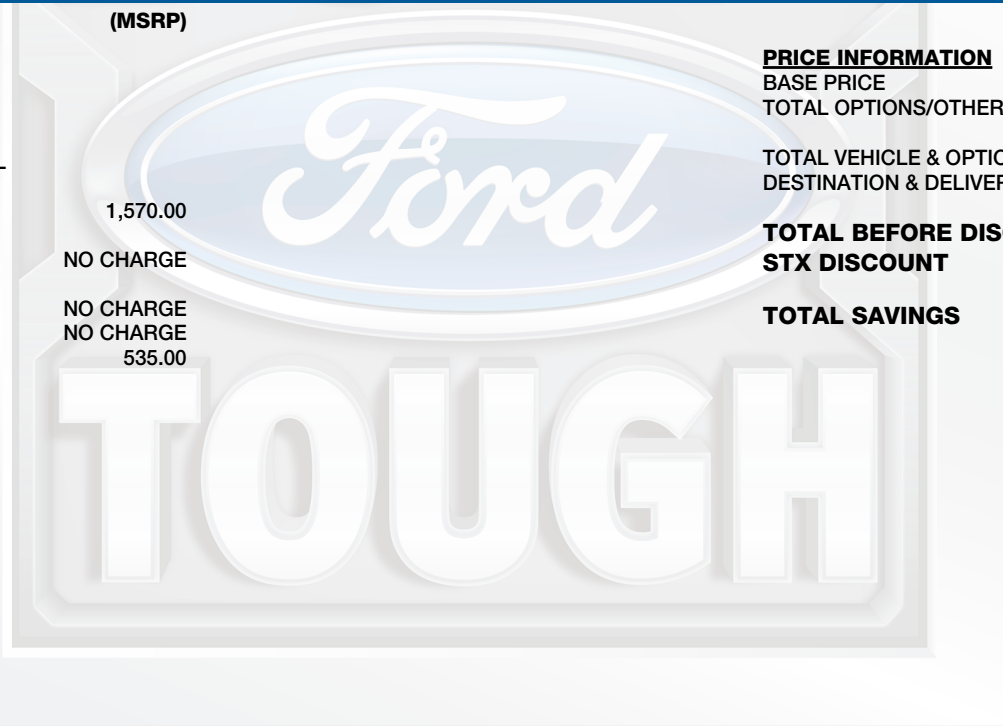 (MSRP)
1,570.00
NO CHARGE
NO CHARGE
NO CHARGE
535.00
PRICE INFORMATION
BASE PRICE
TOTAL OPTIONS/OTHER
TOTAL VEHICLE & OPTIO
DESTINATION & DELIVER
TOTAL BEFORE DISC
STX DISCOUNT
TOTAL SAVINGS
Ford
TOUGH